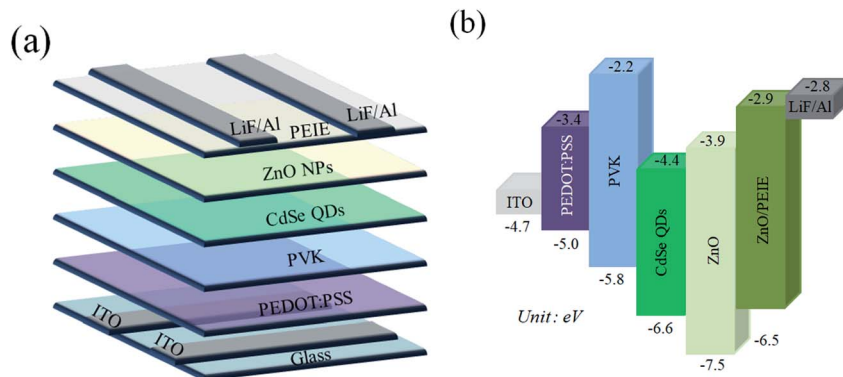 (a)
LiF/Al
LiF/Al
PEIE
ZnO NPs
CdSe QDs
PVK
PEDOT:PSS
ITO
ITO
Glass
(b)
-2.2
-2.8
-2.9
LiF/Al
-3.4
-3.9
-4.4
PEDOT:PSS
PVK
ITO
-4.7
-5.0
CdSe QDs
ZnO
ZnO/PEIE
-5.8
Unit: eV
-6.6
-6.5
-7.5